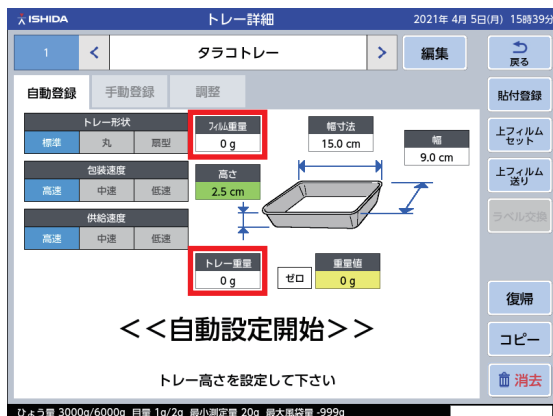 ISHIDA
トレー詳細
2021年 4月 5日(月) 15時39分
1
<
タラコトレー
>
編集
戻る
自動登録
手動登録
調整
貼付登録
トレー形状
標準
丸
扇型
フィルム重量
0 g
幅寸法
15.0 cm
幅
9.0 cm
上フィルム
セット
包装速度
高速
中速
低速
高さ
2.5 cm
上フィルム
送り
供給速度
高速
中速
低速
ラベル交換
トレー重量
0 g
ゼロ
重量値
0 g
復帰
<<自動設定開始>>
コピー
トレー高さを設定して下さい
消去
ひょう量 3000g/6000g 目量 1g/2g 最小測定量 20g 最大風袋量 -999g